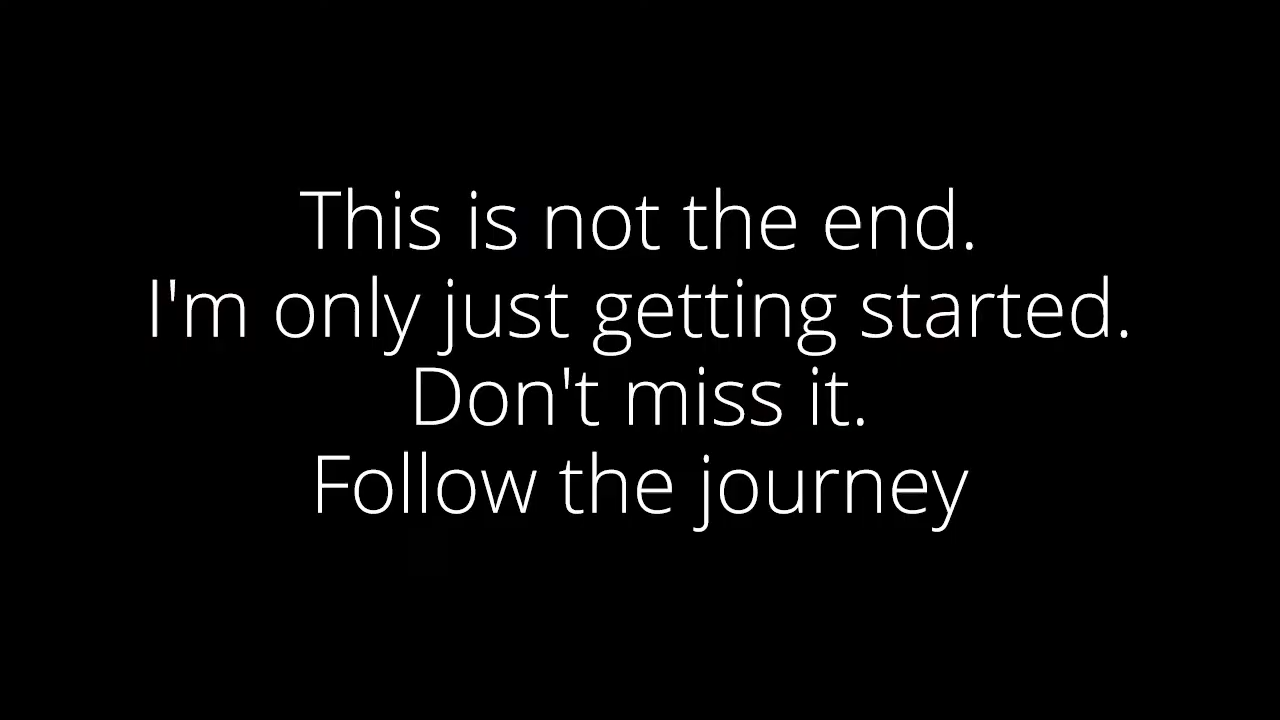 This is not the end.
I'm only just getting started.
Don't miss it.
Follow the journey